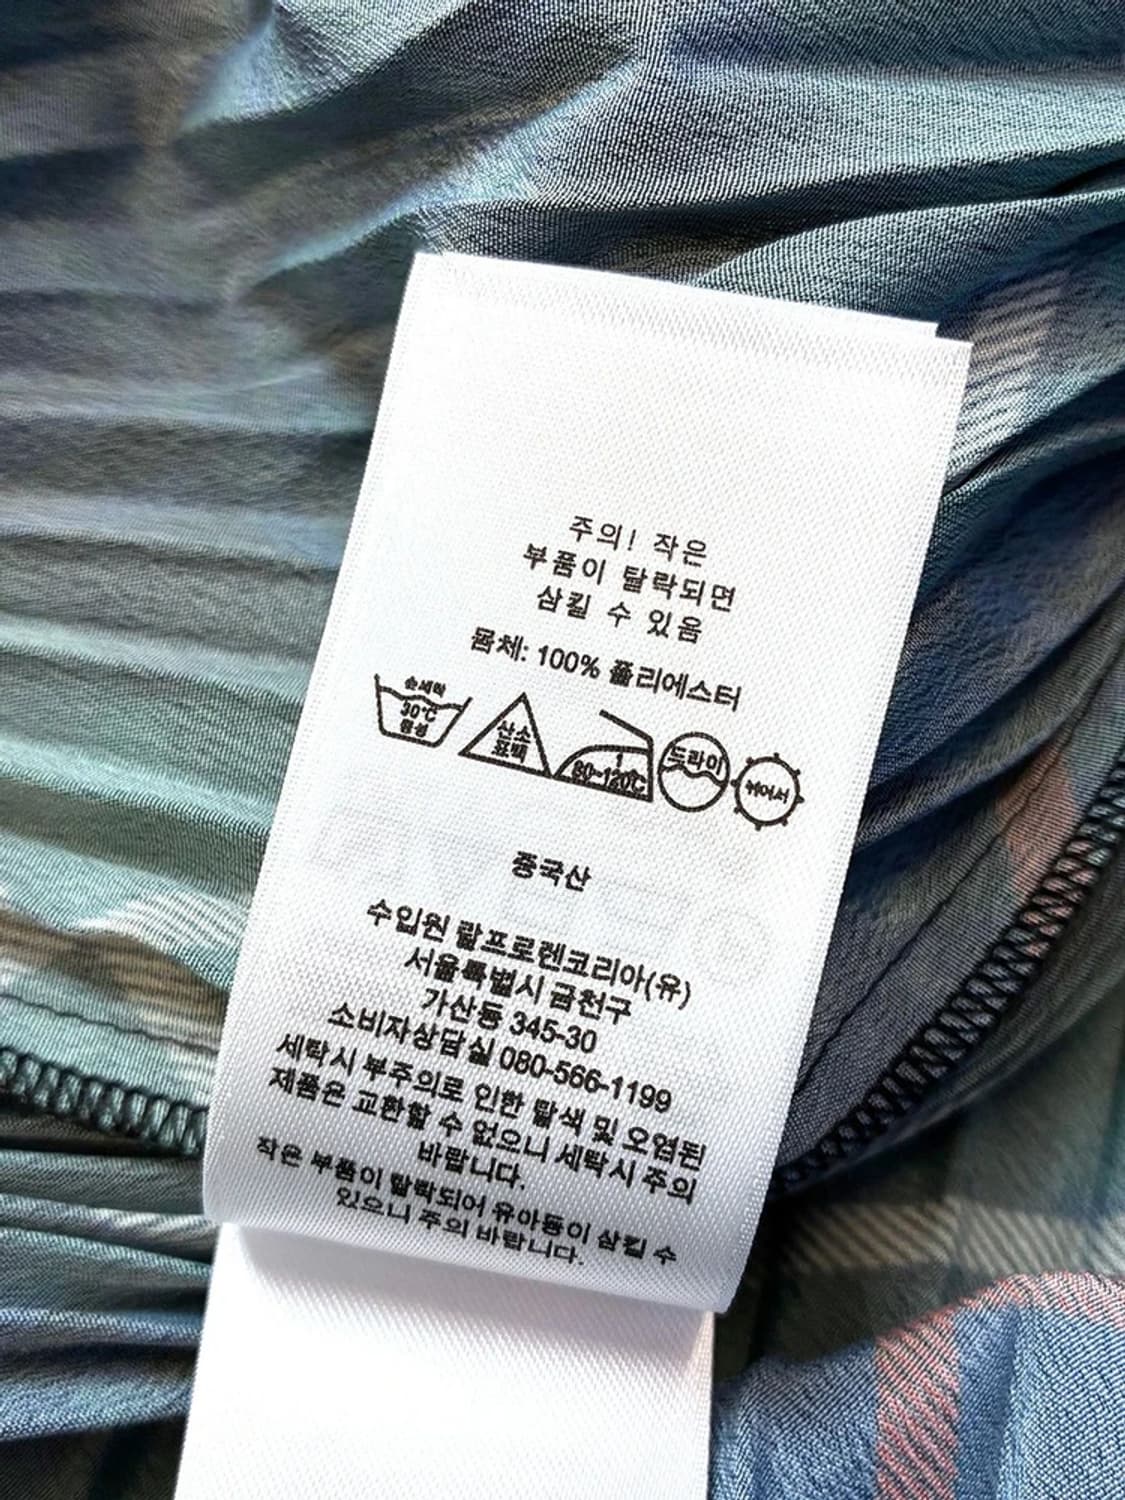 주의! 작은
부품이 탈락되면
삼킬 수 있음
몸체: 100% 폴리에스터
손세탁
30℃
중성
산소
표백
1
80~120℃
드라이
뉘어서
중국산
수입원 랄프로렌코리아(유)
서울특별시 금천구
가산동 345-30
소비자상담실 080-566-1199
세탁시 부주의로 인한 탈색 및 오염된
제품은 교환할 수 없으니 세탁시 주의
바랍니다.
작은 부품이 탈락되어 유아동이 삼킬 수
있으니 주의 바랍니다.